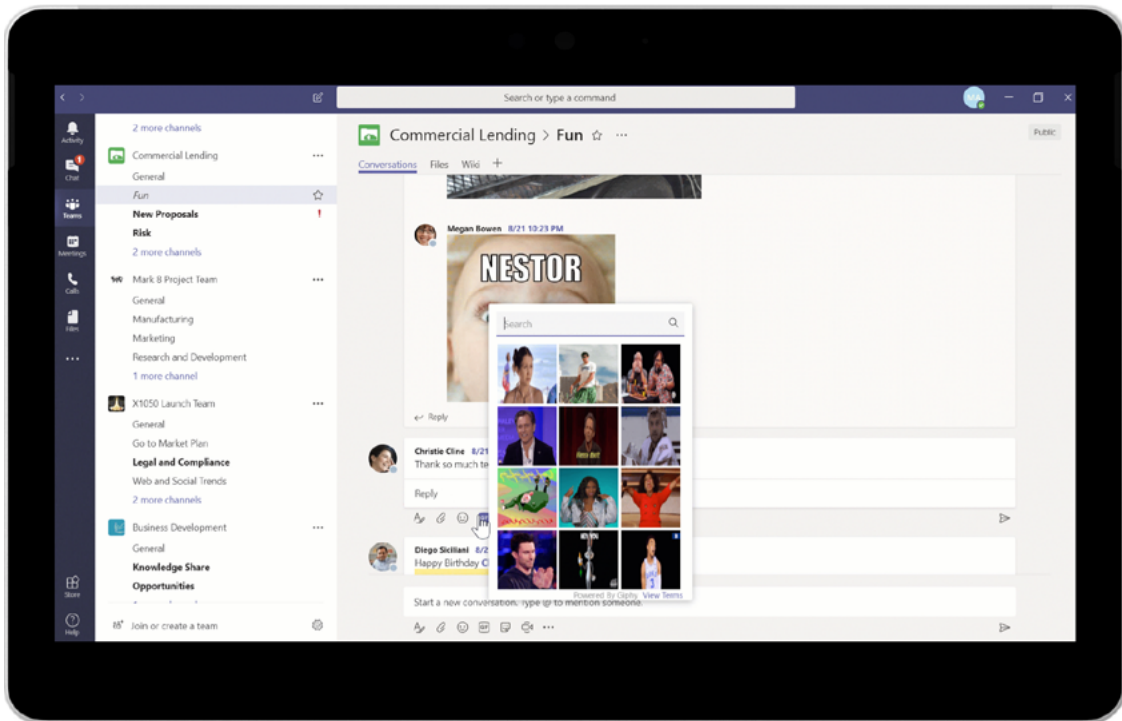 Search or type a command
MA
Activity
1
Chat
Teams
Meetings
Calls
Files
Store
Help
2 more channels
Commercial Lending
General
Fun
New Proposals
!
Risk
2 more channels
Mark 8 Project Team
General
Manufacturing
Marketing
Research and Development
1 more channel
X1050 Launch Team
General
Go to Market Plan
Legal and Compliance
Web and Social Trends
2 more channels
Business Development
General
Knowledge Share
Opportunities
Join or create a team
Commercial Lending > Fun
Public
Conversations Files Wiki
Megan Bowen 8/21 10:23 PM
NESTOR
Search
Reply
Christie Cline 8/21
Thank so much te
Reply
Diego Siciliani 8/2
Happy Birthday C
Powered By Giphy View Terms
Start a new conversation. Type @ to mention someone.
GIF